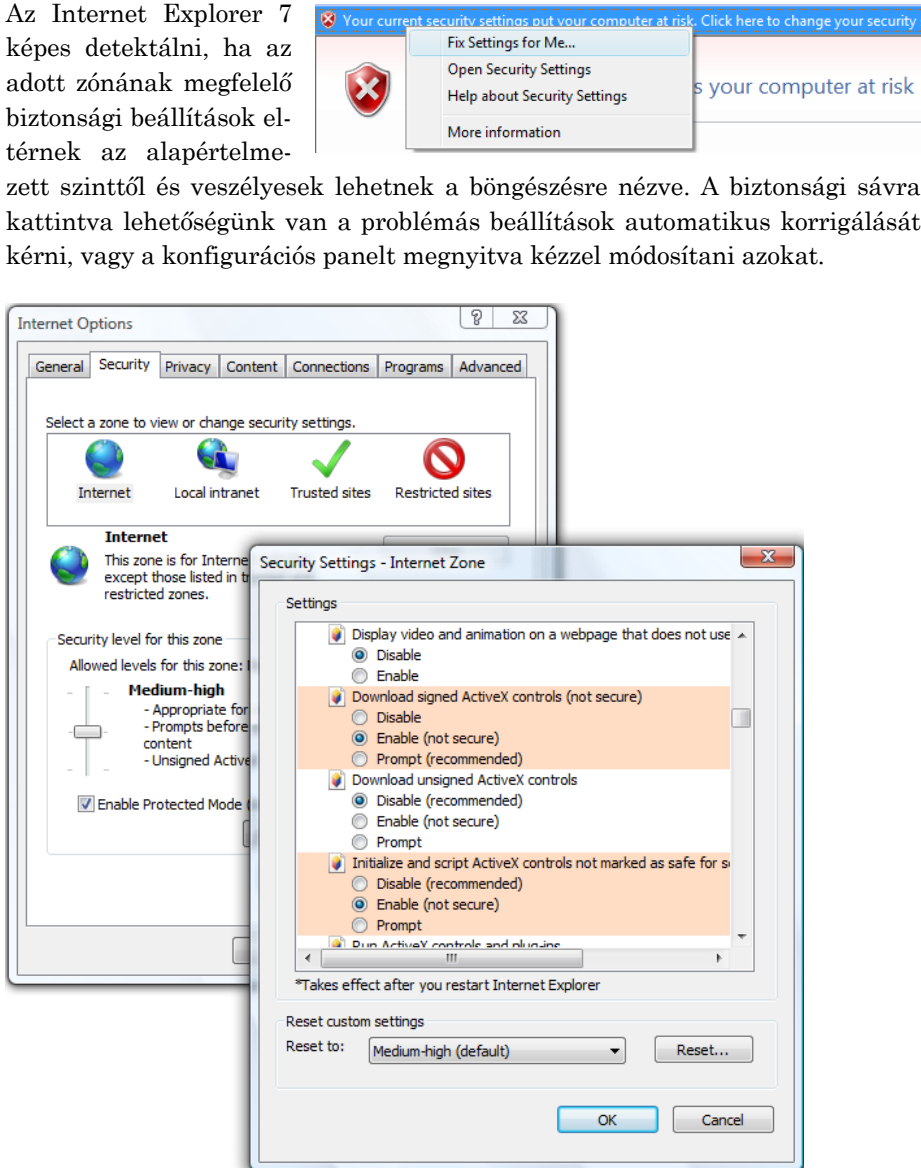 Az Internet Explorer 7
képes detektálni, ha az
adott zónának megfelelő
biztonsági beállítások el-
térnek az alapértelme-
Your current security settings put your computer at risk. Click here to change your security
Fix Settings for Me...
Open Security Settings
Help about Security Settings
More information
s your computer at risk
zett szinttől és veszélyesek lehetnek a böngészésre nézve. A biztonsági sávra
kattintva lehetőségünk van a problémás beállítások automatikus korrigálását
kérni, vagy a konfigurációs panelt megnyitva kézzel módosítani azokat.
Internet Options
General Security Privacy Content Connections Programs Advanced
Select a zone to view or change security settings.
Internet Local intranet Trusted sites Restricted sites
Internet
This zone is for Interne
except those listed in
restricted zones.
Security level for this zone
Allowed levels for this zone:
Medium-high
- Appropriate for
- Prompts before
content
- Unsigned Active
Enable Protected Mode
Security Settings - Internet Zone
Settings
Display video and animation on a webpage that does not use
Disable
Enable
Download signed ActiveX controls (not secure)
Disable
Enable (not secure)
Prompt (recommended)
Download unsigned ActiveX controls
Disable (recommended)
Enable (not secure)
Prompt
Initialize and script ActiveX controls not marked as safe for s
Disable (recommended)
Enable (not secure)
Prompt
Run ActiveX controls and plug-ins
*Takes effect after you restart Internet Explorer
Reset custom settings
Reset to: Medium-high (default) Reset...
OK Cancel